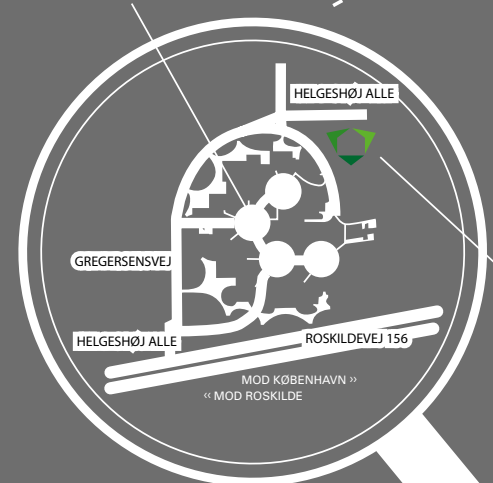 HELGESHØJ ALLE
GREGERSENSVEJ
HELGESHØJ ALLE
ROSKILDEVEJ 156
MOD KØBENHAVN ››
‹‹ MOD ROSKILDE